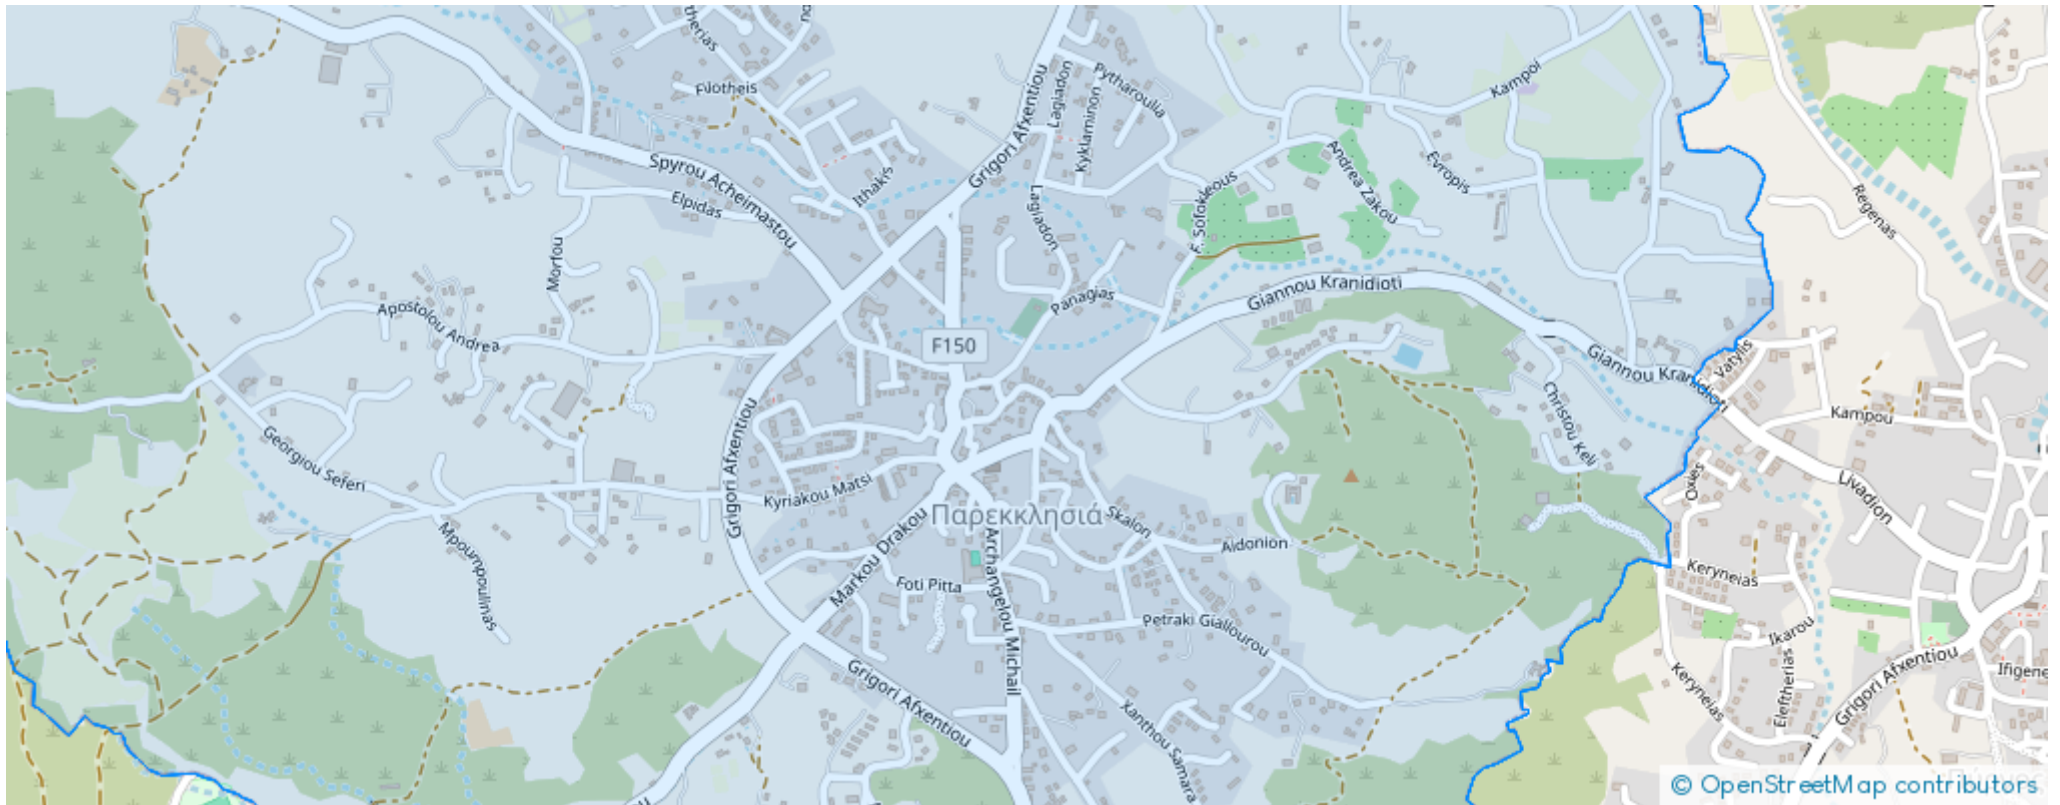 Filotheis
Grigori Afxentiou
Lagiadon
Pytharoulia
Kyklaminon
Kampoi
Spyrou Acheimastou
Elpidas
Ithakis
Lagiadon
F. Sofokleous
Andrea Zakou
Evropis
Regenas
Morfou
Apostolou Andrea
Panagias
Giannou Kranidioti
F150
Giannou Kranidioti
Vatylis
Kampou
Christou Keli
Georgiou Seferi
Grigori Afxentiou
Kyriakou Matsi
Oxies
Livadion
Παρεκκλησιά
Skalon
Aidonion
Mpoumpoulinas
Markou Drakou
Foti Pitta
Archangelou Michail
Petraki Giallourou
Keryneias
Ikarou
Eleftherias
Keryneias
Grigori Afxentiou
Grigori Afxentiou
Xanthou Samara
© OpenStreetMap contributors